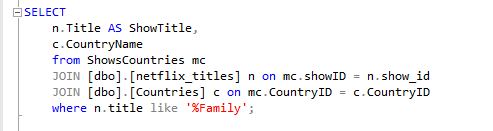 SELECT
n.Title AS ShowTitle,
c.CountryName
from ShowsCountries mc
JOIN [dbo].[netflix_titles] n on mc.showID = n.show_id
JOIN [dbo].[Countries] c on mc.CountryID = c.CountryID
where n.title like '%Family';